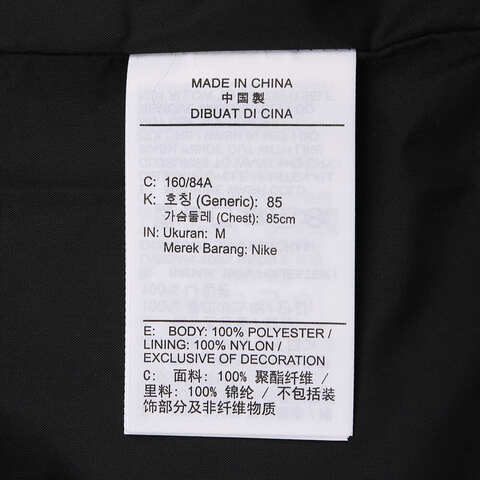 MADE IN CHINA
中国製
DIBUAT DI CINA
C: 160/84A
K: 호칭 (Generic): 85
가슴둘레 (Chest): 85cm
IN: Ukuran: M
Merek Barang: Nike
E: BODY: 100% POLYESTER /
LINING: 100% NYLON /
EXCLUSIVE OF DECORATION
C: 面料: 100% 聚酯纤维 /
里料: 100% 锦纶 / 不包括装
饰部分及非纤维物质